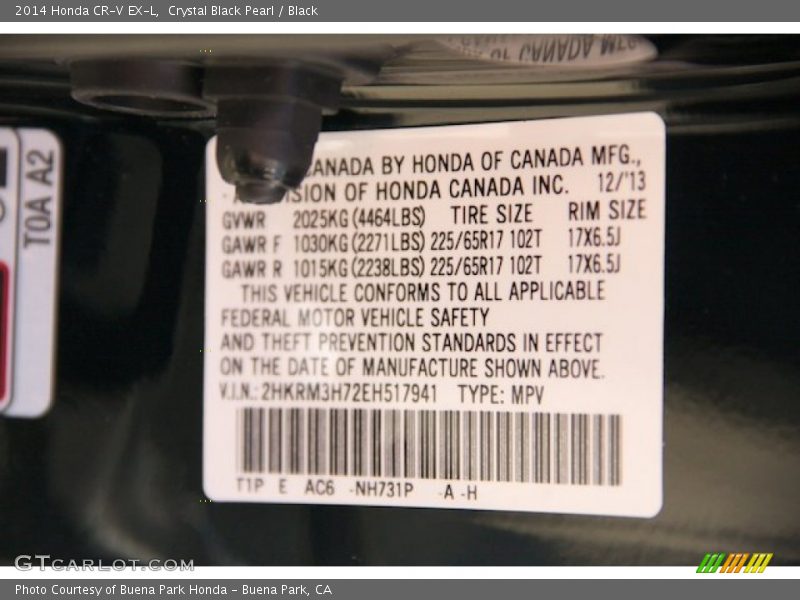 2014 Honda CR-V EX-L, Crystal Black Pearl / Black
CANADA BY HONDA OF CANADA MFG.,
OF HONDA CANADA INC. 12/'13
GVWR 2025KG (4464LBS) TIRE SIZE RIM SIZE
GAWR F 1030KG (2271LBS) 225/65R17 102T 17X6.5J
GAWR R 1015KG (2238LBS) 225/65R17 102T 17X6.5J
THIS VEHICLE CONFORMS TO ALL APPLICABLE
FEDERAL MOTOR VEHICLE SAFETY
AND THEFT PREVENTION STANDARDS IN EFFECT
ON THE DATE OF MANUFACTURE SHOWN ABOVE.
V.I.N.: 2HKRM3H72EH517941 TYPE: MPV
T1P E AC6 -NH731P -A -H
TOA A2
GTCARLOT.COM
Photo Courtesy of Buena Park Honda - Buena Park, CA